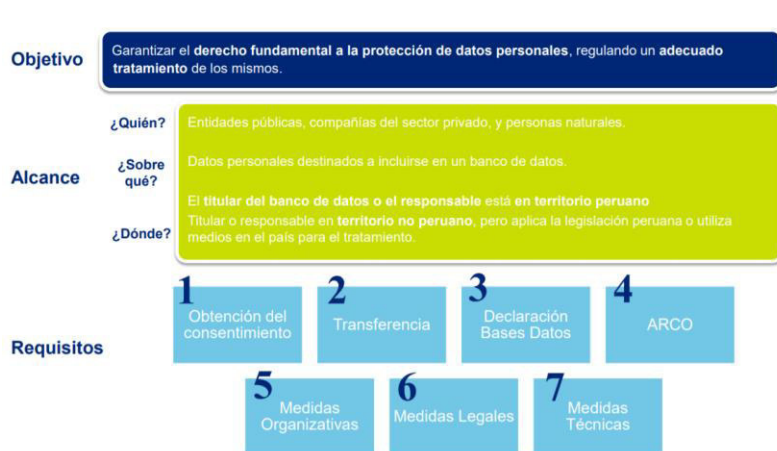 Objetivo
Garantizar el derecho fundamental a la protección de datos personales, regulando un adecuado
tratamiento de los mismos.
Alcance
¿Quién?
Entidades públicas, compañías del sector privado, y personas naturales.
¿Sobre
qué?
Datos personales destinados a incluirse en un banco de datos.
¿Dónde?
El titular del banco de datos o el responsable está en territorio peruano
Titular o responsable en territorio no peruano, pero aplica la legislación peruana o utiliza
medios en el país para el tratamiento.
Requisitos
1
Obtención del
consentimiento
2
Transferencia
3
Declaración
Bases Datos
4
ARCO
5
Medidas
Organizativas
6
Medidas Legales
7
Medidas
Técnicas